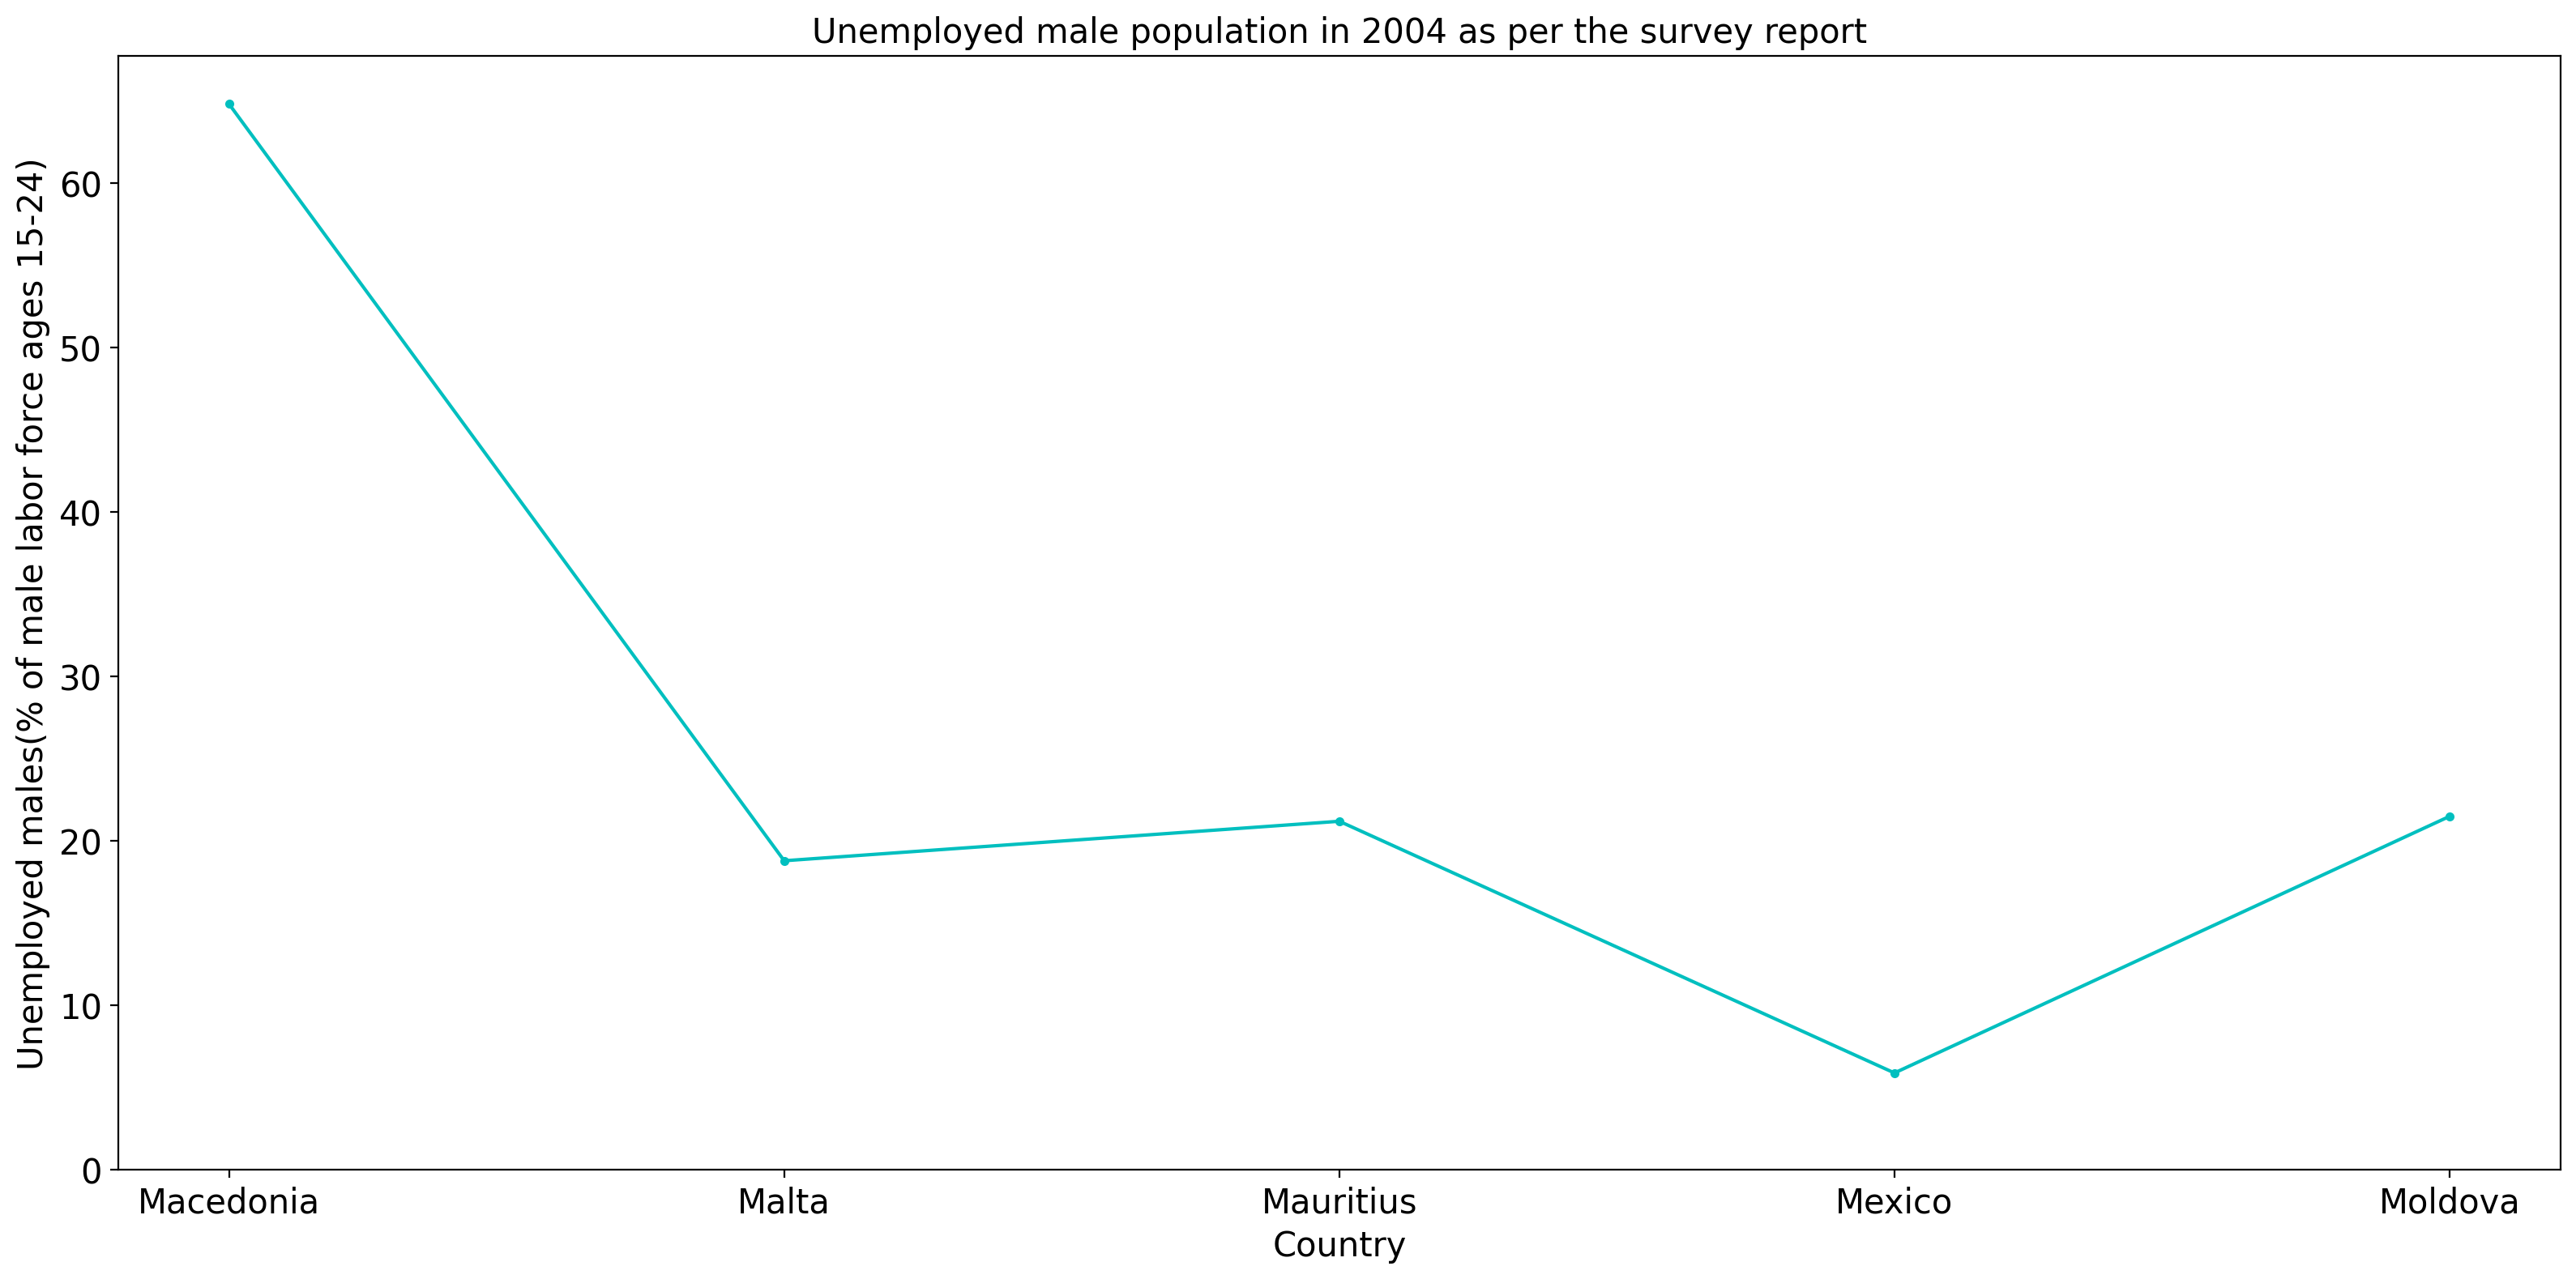 Unemployed male population in 2004 as per the survey report
Unemployed males(% of male labor force ages 15-24)
60
50
40
30
20
10
0
Macedonia Malta Mauritius Mexico Moldova
Country